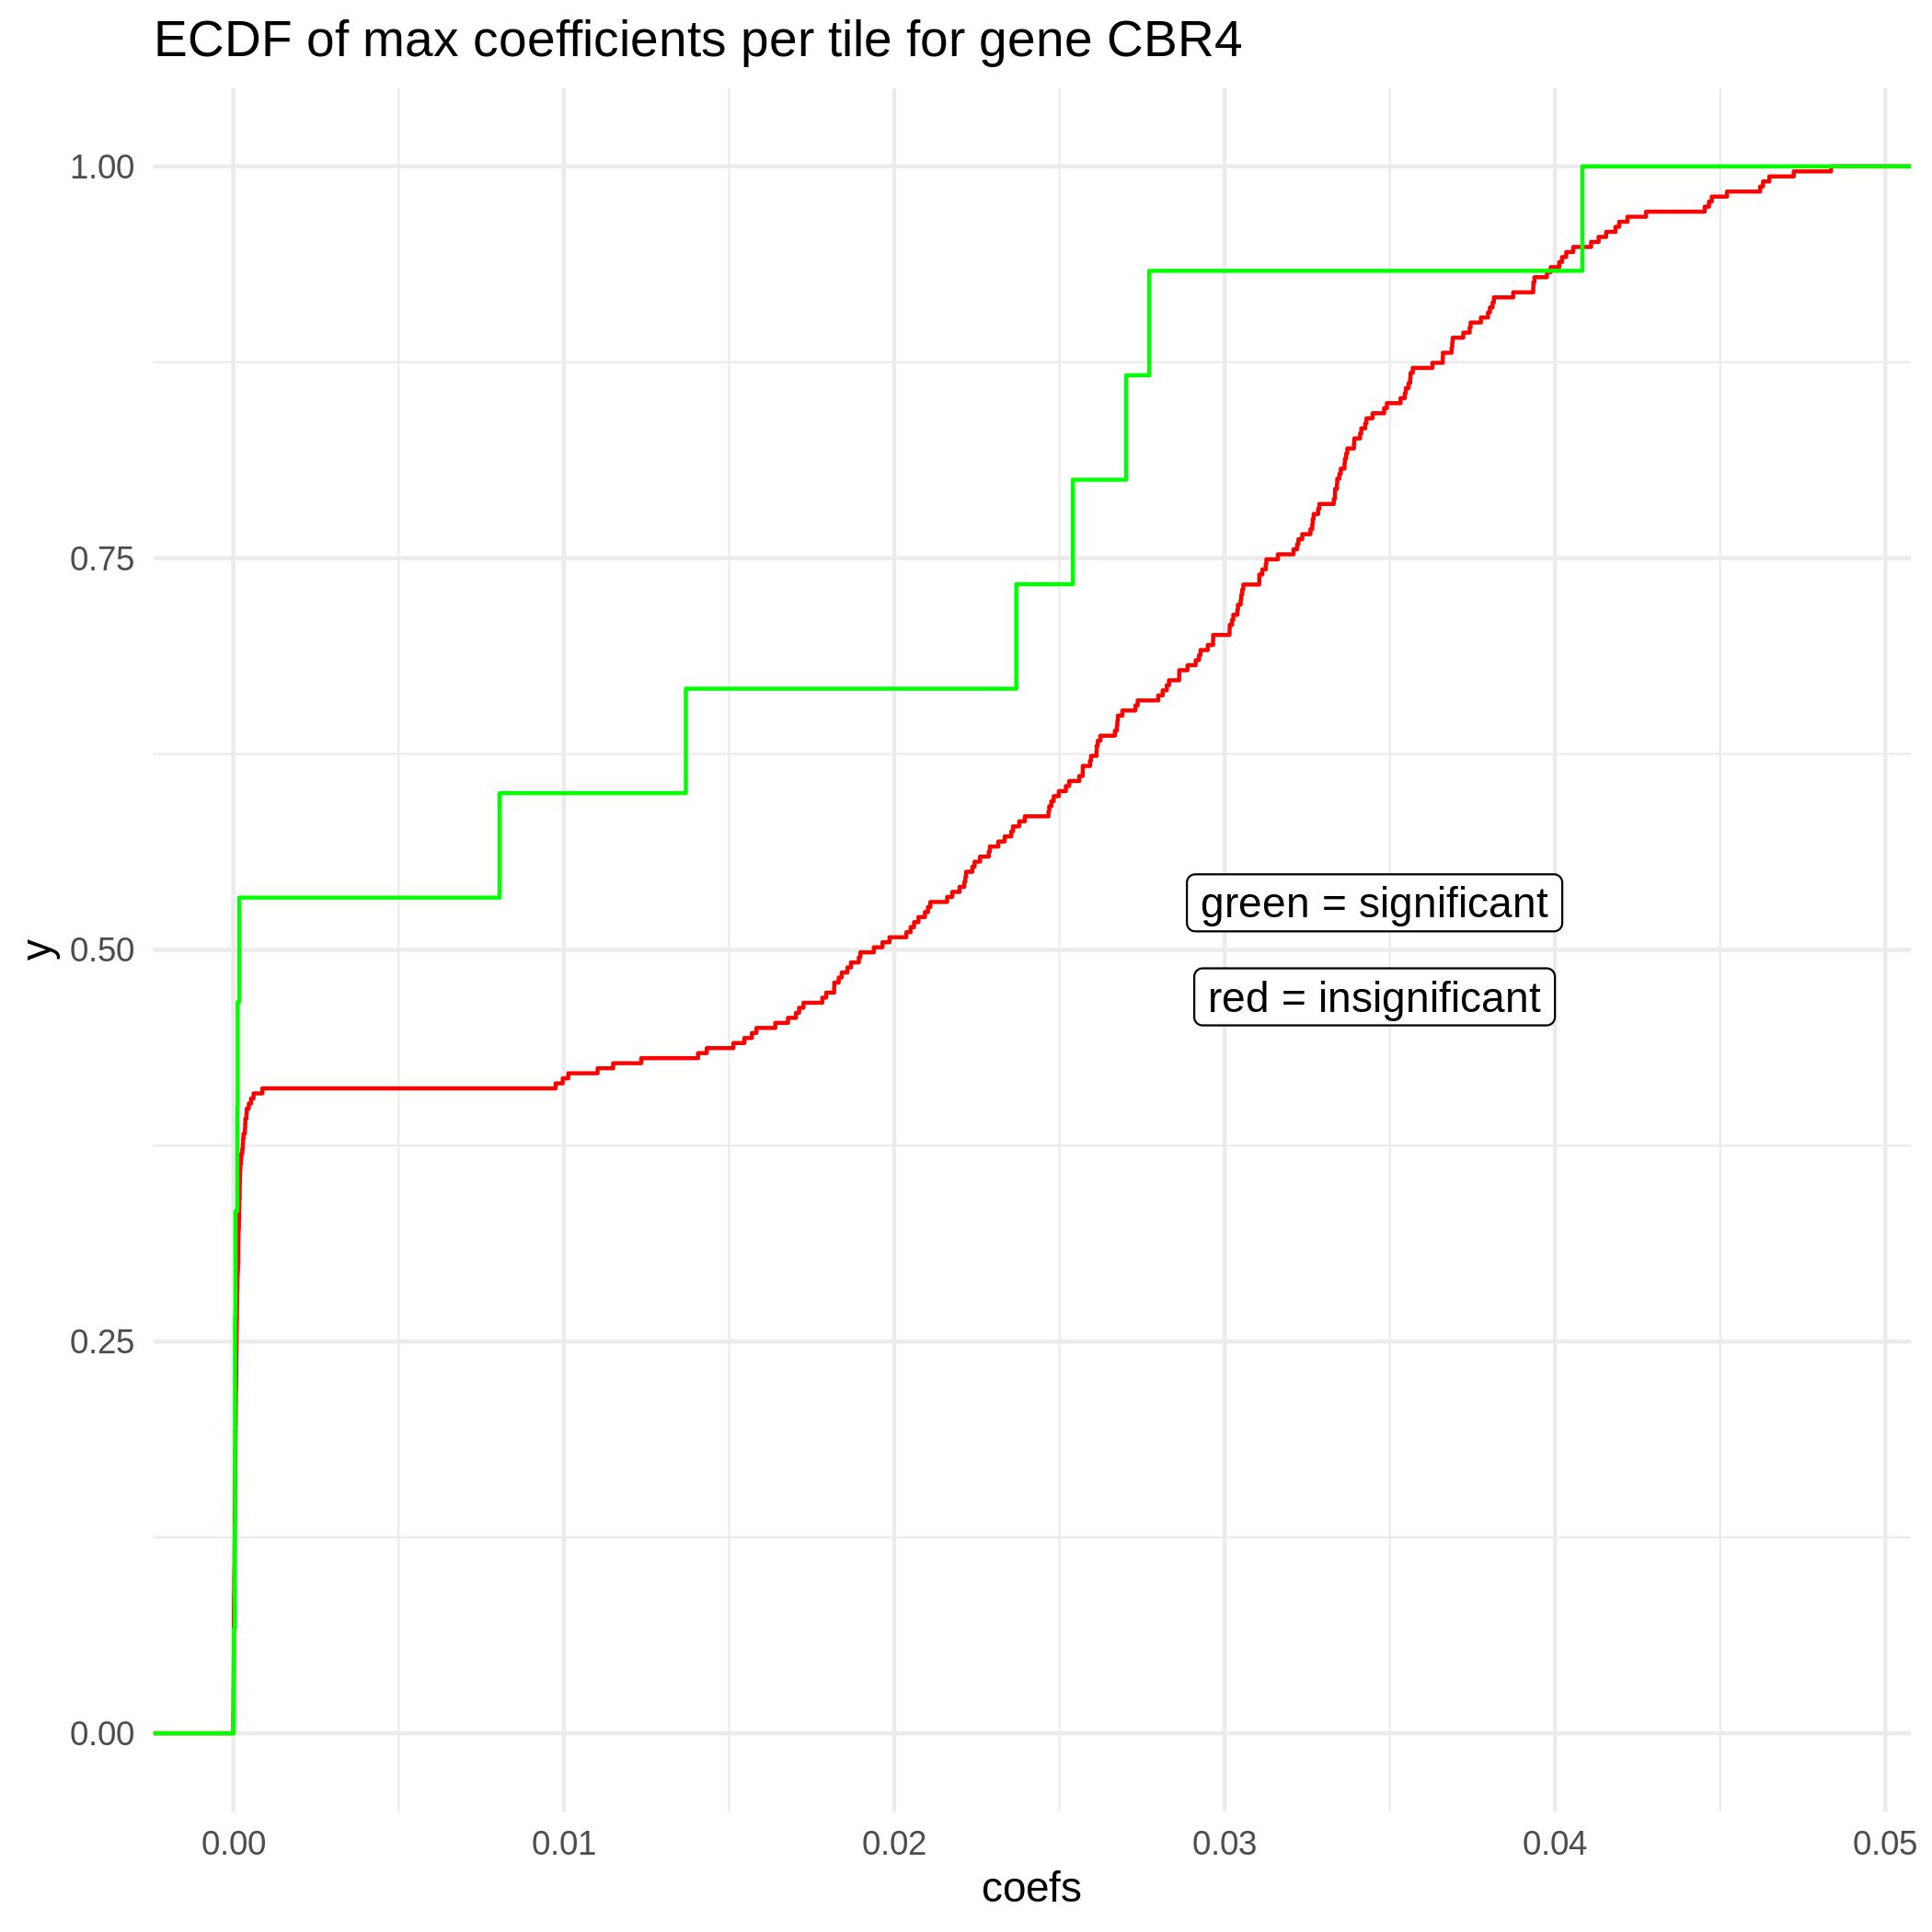 ECDF of max coefficients per tile for gene CBR4
1.00
0.75
0.50
0.25
0.00
y
green = significant
red = insignificant
0.00 0.01 0.02 0.03 0.04 0.05
coefs